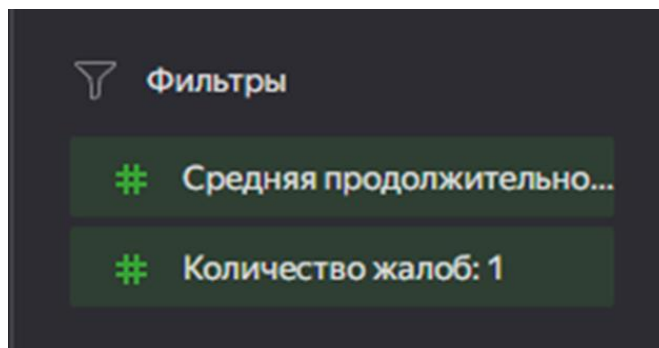 Фильтры
# Средняя продолжительно...
# Количество жалоб: 1